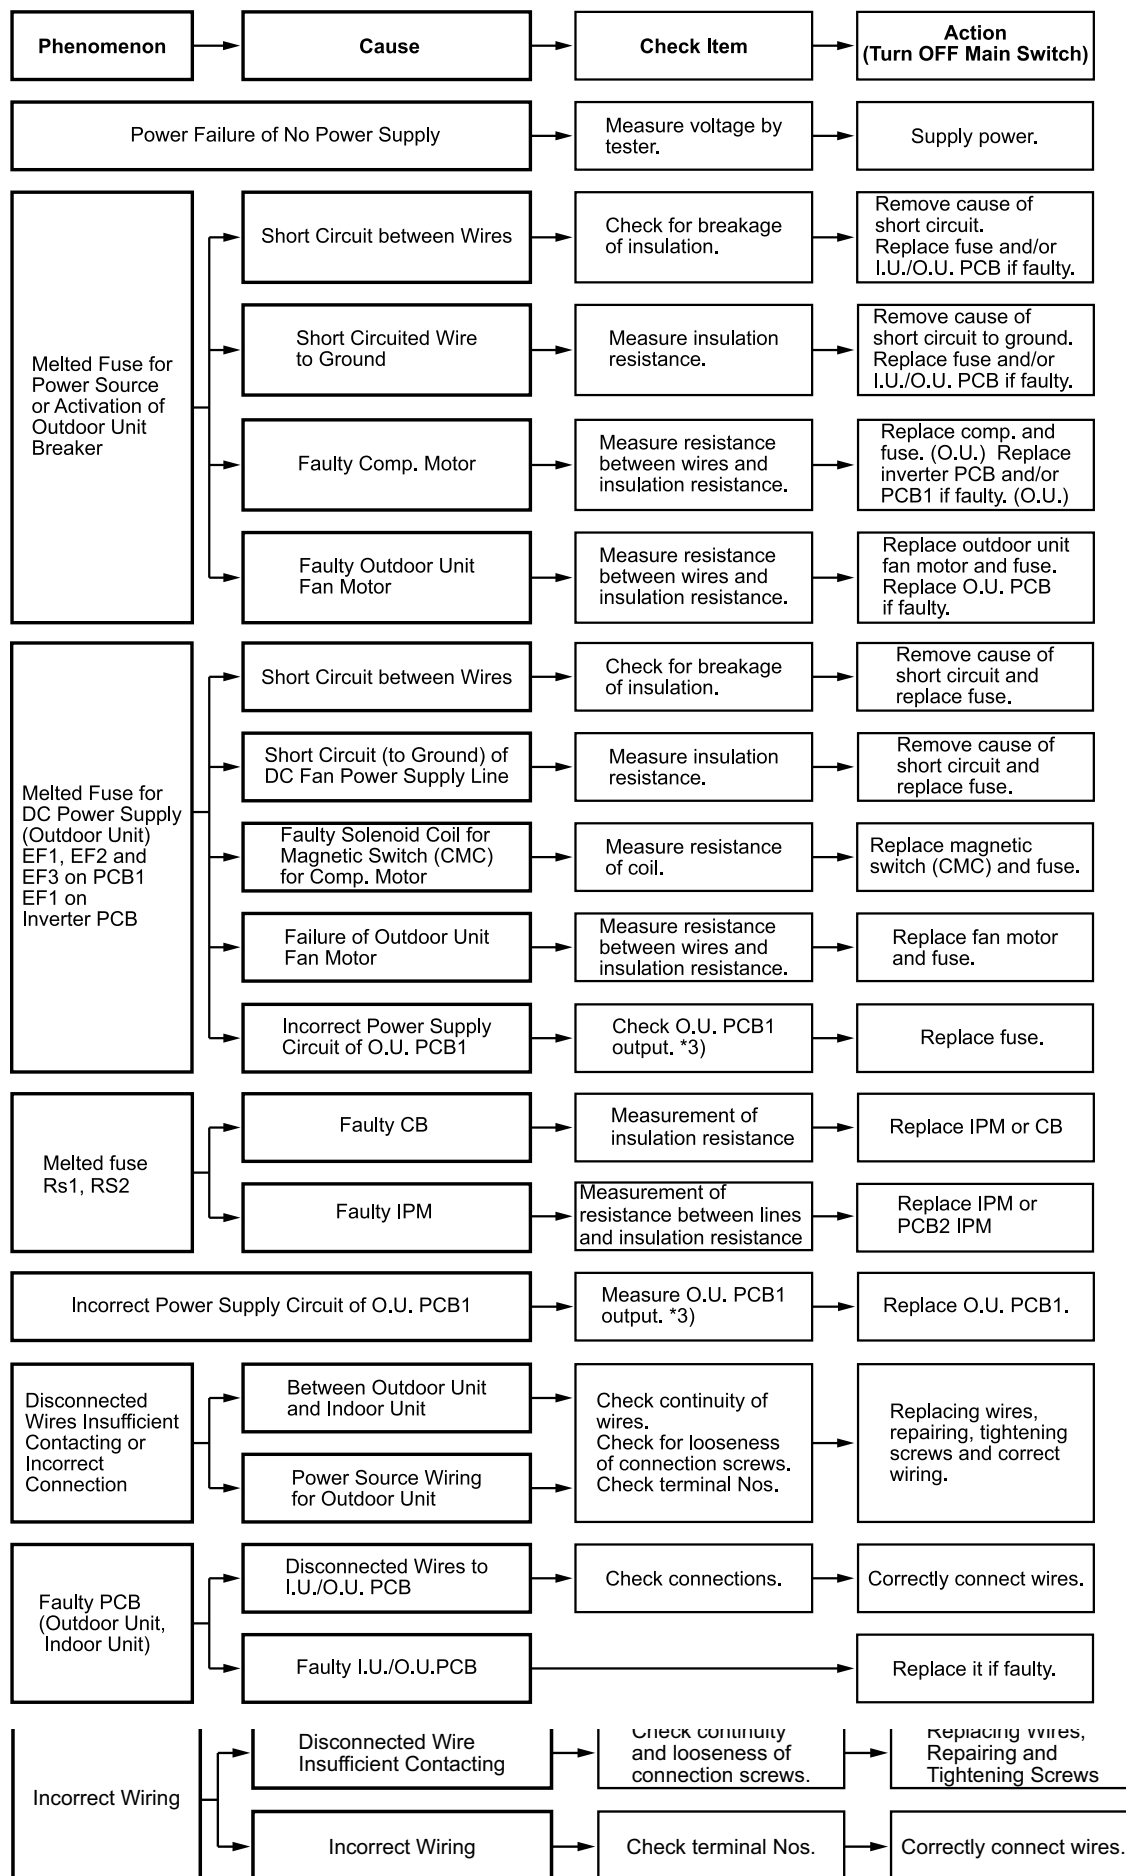 Phenomenon
Cause
Check Item
Action
(Turn OFF Main Switch)
Power Failure of No Power Supply
Measure voltage by
tester.
Supply power.
Melted Fuse for
Power Source
or Activation of
Outdoor Unit
Breaker
Short Circuit between Wires
Check for breakage
of insulation.
Remove cause of
short circuit.
Replace fuse and/or
I.U./O.U. PCB if faulty.
Short Circuited Wire
to Ground
Measure insulation
resistance.
Remove cause of
short circuit to ground.
Replace fuse and/or
I.U./O.U. PCB if faulty.
Faulty Comp. Motor
Measure resistance
between wires and
insulation resistance.
Replace comp. and
fuse. (O.U.) Replace
inverter PCB and/or
PCB1 if faulty. (O.U.)
Faulty Outdoor Unit
Fan Motor
Measure resistance
between wires and
insulation resistance.
Replace outdoor unit
fan motor and fuse.
Replace O.U. PCB
if faulty.
Melted Fuse for
DC Power Supply
(Outdoor Unit)
EF1, EF2 and
EF3 on PCB1
EF1 on
Inverter PCB
Short Circuit between Wires
Check for breakage
of insulation.
Remove cause of
short circuit and
replace fuse.
Short Circuit (to Ground) of
DC Fan Power Supply Line
Measure insulation
resistance.
Remove cause of
short circuit and
replace fuse.
Faulty Solenoid Coil for
Magnetic Switch (CMC)
for Comp. Motor
Measure resistance
of coil.
Replace magnetic
switch (CMC) and fuse.
Failure of Outdoor Unit
Fan Motor
Measure resistance
between wires and
insulation resistance.
Replace fan motor
and fuse.
Incorrect Power Supply
Circuit of O.U. PCB1
Check O.U. PCB1
output. *3)
Replace fuse.
Melted fuse
Rs1, RS2
Faulty CB
Measurement of
insulation resistance
Replace IPM or CB
Faulty IPM
Measurement of
resistance between lines
and insulation resistance
Replace IPM or
PCB2 IPM
Incorrect Power Supply Circuit of O.U. PCB1
Measure O.U. PCB1
output. *3)
Replace O.U. PCB1.
Disconnected
Wires Insufficient
Contacting or
Incorrect
Connection
Between Outdoor Unit
and Indoor Unit
Power Source Wiring
for Outdoor Unit
Check continuity of
wires.
Check for looseness
of connection screws.
Check terminal Nos.
Replacing wires,
repairing, tightening
screws and correct
wiring.
Faulty PCB
(Outdoor Unit,
Indoor Unit)
Disconnected Wires to
I.U./O.U. PCB
Check connections.
Correctly connect wires.
Faulty I.U./O.U.PCB
Replace it if faulty.
Incorrect Wiring
Disconnected Wire
Insufficient Contacting
Check continuity
and looseness of
connection screws.
Replacing Wires,
Repairing and
Tightening Screws
Incorrect Wiring
Check terminal Nos.
Correctly connect wires.